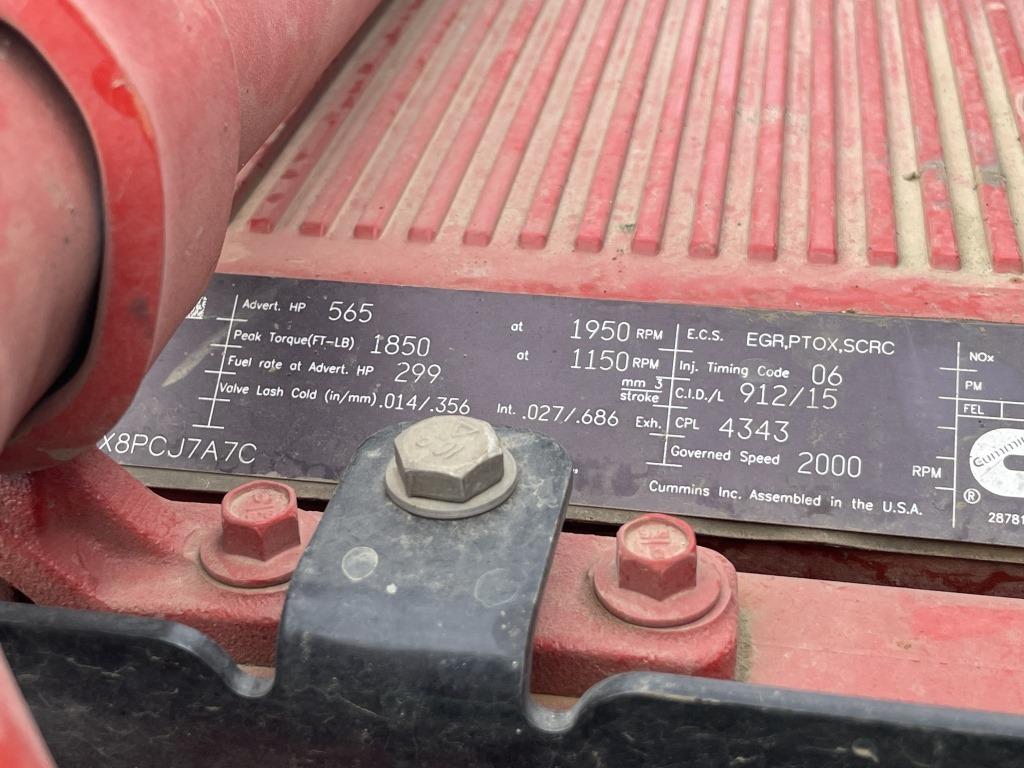 Advert. HP 565 at 1950 RPM
Peak Torque(FT-LB) 1850 at 1150 RPM
Fuel rate at Advert. HP 299 mm 3 stroke
Valve Lash Cold (in/mm) .014/.356 Int. .027/.686 Exh.
X8PCJ7A7C
E.C.S. EGR,PTOX,SCRC
Inj. Timing Code 06
C.I.D./L 912/15
CPL 4343
Governed Speed 2000 RPM
Cummins Inc. Assembled in the U.S.A.
NOx
PM
FEL
Cummin
®
28781